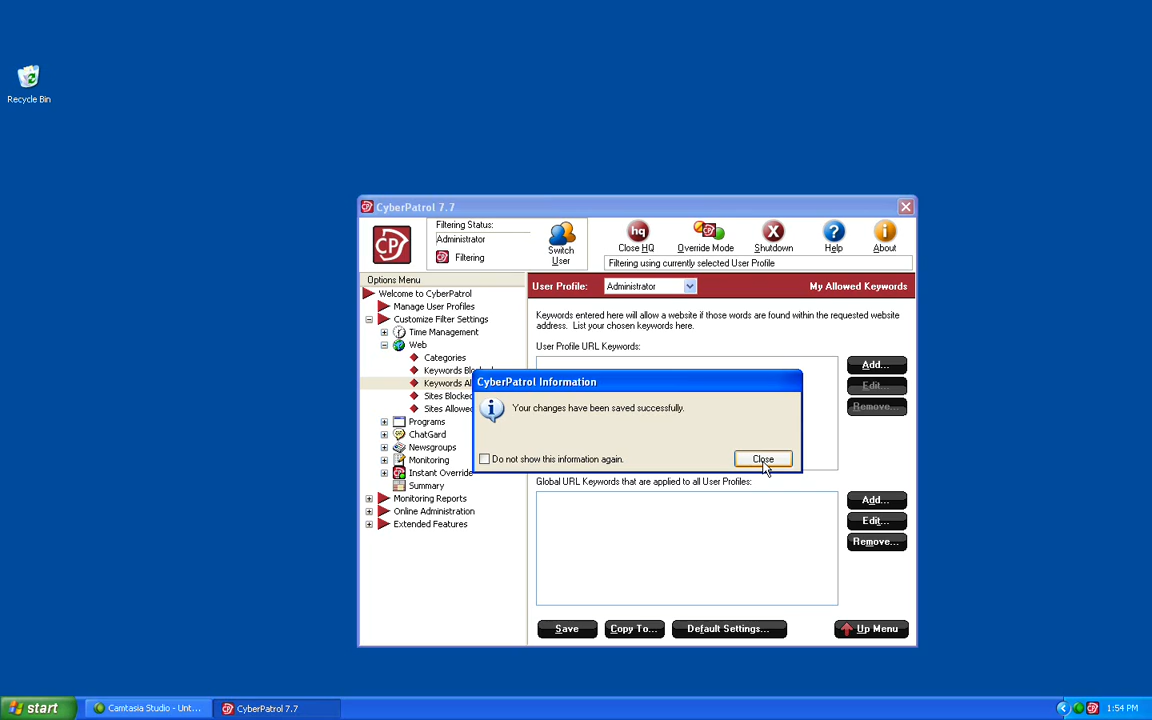 Recycle Bin
CyberPatrol 7.7
Filtering Status:
Administrator
Filtering
Switch
User
hq
Close HQ
Override Mode
Shutdown
Help
About
Filtering using currently selected User Profile
Options Menu
Welcome to CyberPatrol
Manage User Profiles
Customize Filter Settings
Time Management
Web
Categories
Keywords Blocked
Keywords Al
Sites Blocked
Sites Allowed
Programs
ChatGard
Newsgroups
Monitoring
Instant Override
Summary
Monitoring Reports
Online Administration
Extended Features
User Profile:
Administrator
My Allowed Keywords
Keywords entered here will allow a website if those words are found within the requested website
address. List your chosen keywords here.
User Profile URL Keywords:
Add...
Edit...
Remove...
CyberPatrol Information
Your changes have been saved successfully.
Do not show this information again.
Close
Global URL Keywords that are applied to all User Profiles:
Add...
Edit...
Remove...
Save
Copy To...
Default Settings...
Up Menu
start
Camtasia Studio - Unt...
CyberPatrol 7.7
1:54 PM